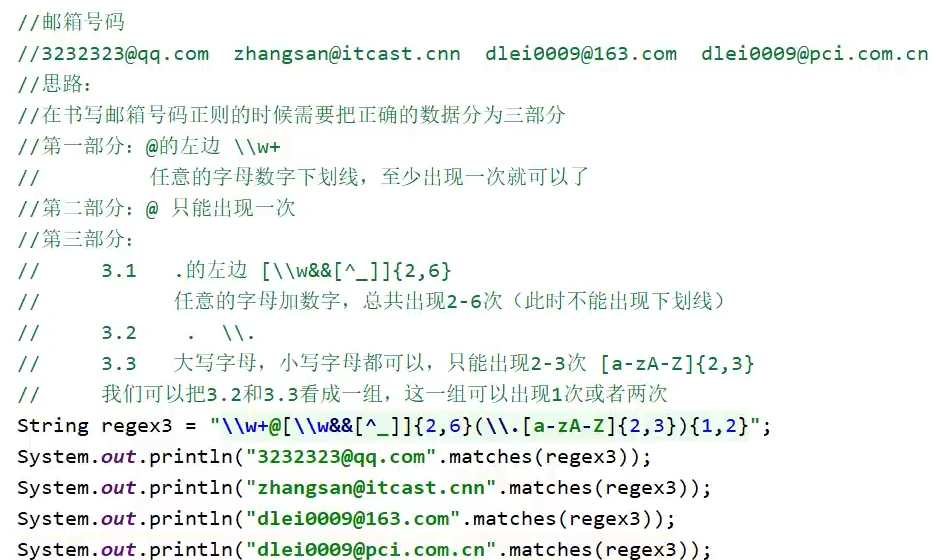 //邮箱号码
//3232323@qq.com  zhangsan@itcast.cnn  dlei0009@163.com  dlei0009@pci.com.cn
//思路:
//在书写邮箱号码正则的时候需要把正确的数据分为三部分
//第一部分: @的左边 \\w+
//         任意的字母数字下划线, 至少出现一次就可以了
//第二部分: @ 只能出现一次
//第三部分:
//     3.1   .的左边 [\\w&&[^_]]{2,6}
//           任意的字母加数字, 总共出现2-6次（此时不能出现下划线）
//     3.2    .  \\.
//     3.3   大写字母, 小写字母都可以, 只能出现2-3次 [a-zA-Z]{2,3}
//     我们可以把3.2和3.3看成一组, 这一组可以出现1次或者两次
String regex3 = "\\w+@[\\w&&[^_]]{2,6}(\\.[a-zA-Z]{2,3}){1,2}";
System.out.println("3232323@qq.com".matches(regex3));
System.out.println("zhangsan@itcast.cnn".matches(regex3));
System.out.println("dlei0009@163.com".matches(regex3));
System.out.println("dlei0009@pci.com.cn".matches(regex3));